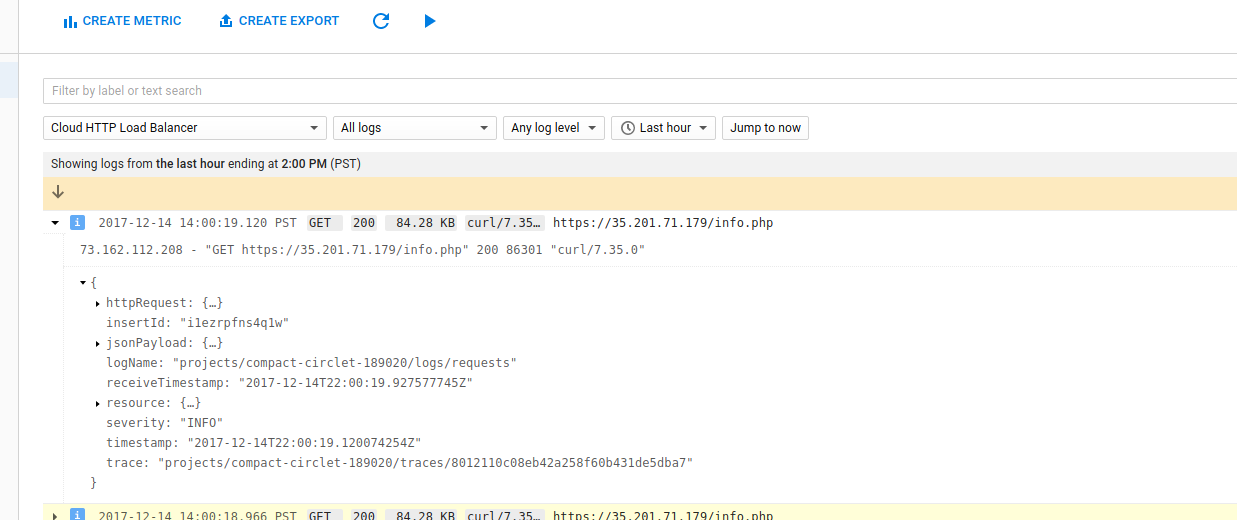 CREATE METRIC CREATE EXPORT
Filter by label or text search
Cloud HTTP Load Balancer All logs Any log level Last hour Jump to now
Showing logs from the last hour ending at 2:00 PM (PST)
i 2017-12-14 14:00:19.120 PST GET 200 84.28 KB curl/7.35… https://35.201.71.179/info.php
73.162.112.208 - "GET https://35.201.71.179/info.php" 200 86301 "curl/7.35.0"
{
httpRequest: {…}
insertId: "i1ezrpfns4q1w"
jsonPayload: {…}
logName: "projects/compact-circlet-189020/logs/requests"
receiveTimestamp: "2017-12-14T22:00:19.927577745Z"
resource: {…}
severity: "INFO"
timestamp: "2017-12-14T22:00:19.120074254Z"
trace: "projects/compact-circlet-189020/traces/8012110c08eb42a258f60b431de5dba7"
}
i 2017-12-14 14:00:18.966 PST GET 200 84.28 KB curl/7.35… https://35.201.71.179/info.php